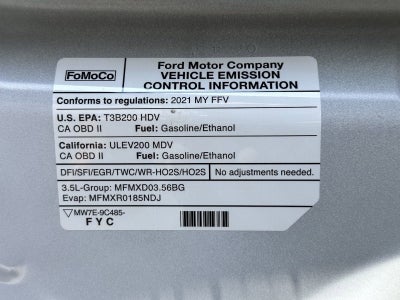 FoMoCo
Ford Motor Company
VEHICLE EMISSION
CONTROL INFORMATION
Conforms to regulations: 2021 MY FFV
U.S. EPA: T3B200 HDV
CA OBD II Fuel: Gasoline/Ethanol
California: ULEV200 MDV
CA OBD II Fuel: Gasoline/Ethanol
DFI/SFI/EGR/TWC/WR-HO2S/HO2S No adjustments needed.
3.5L-Group: MFMXD03.56BG
Evap: MFMXR0185NDJ
MW7E-9C485-
FYC